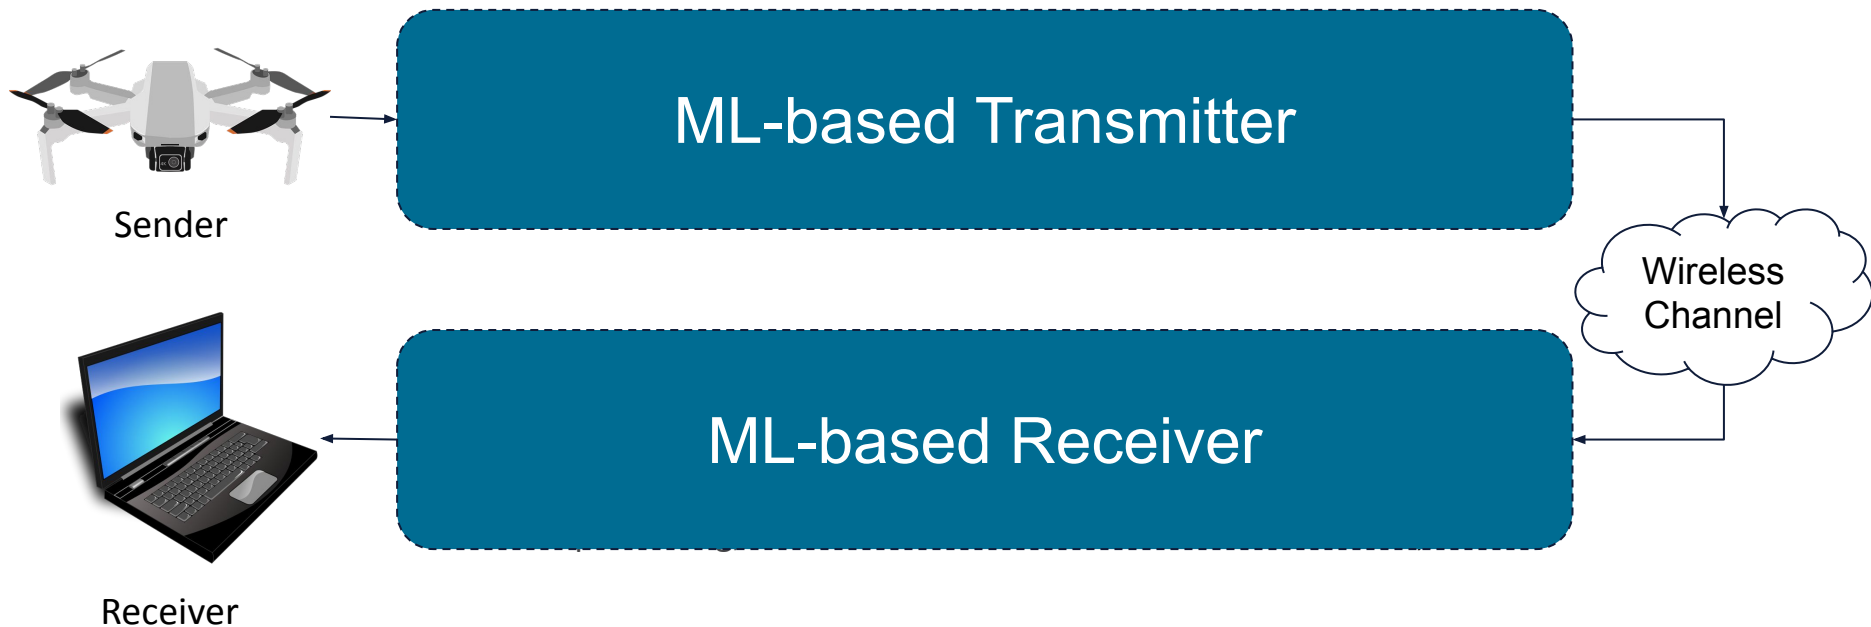 ML-based Transmitter
Sender
Wireless
Channel
ML-based Receiver
Receiver